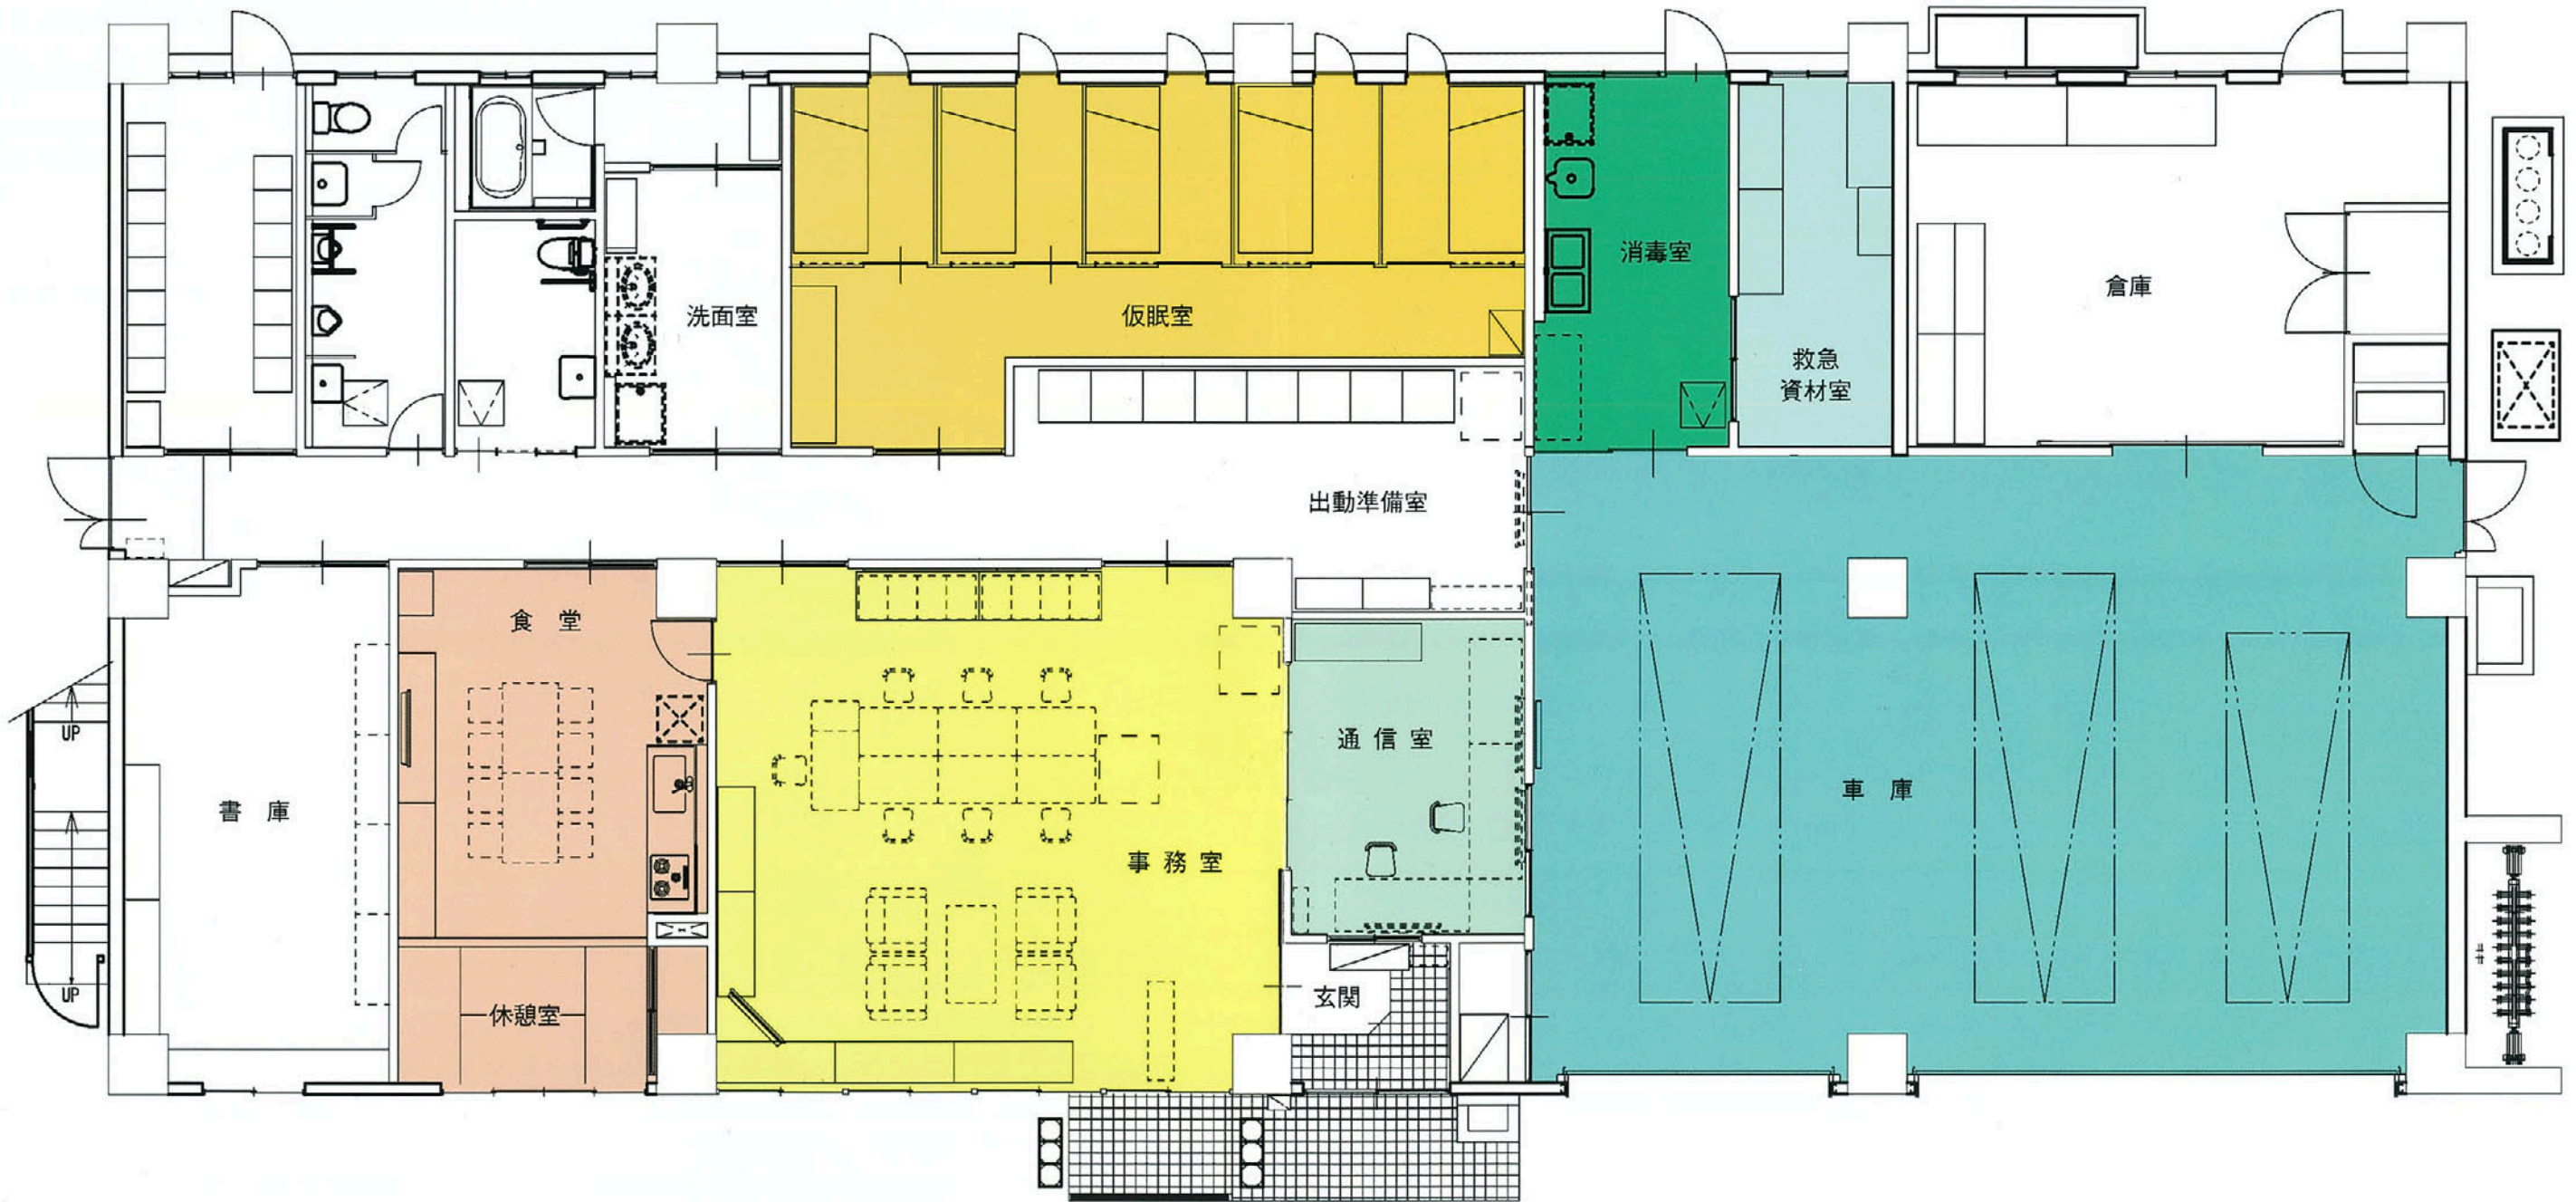 消毒室
倉庫
洗面室
仮眠室
救急
資材室
出動準備室
食 堂
UP
通 信 室
車 庫
書 庫
事 務 室
UP
休憩室
玄関